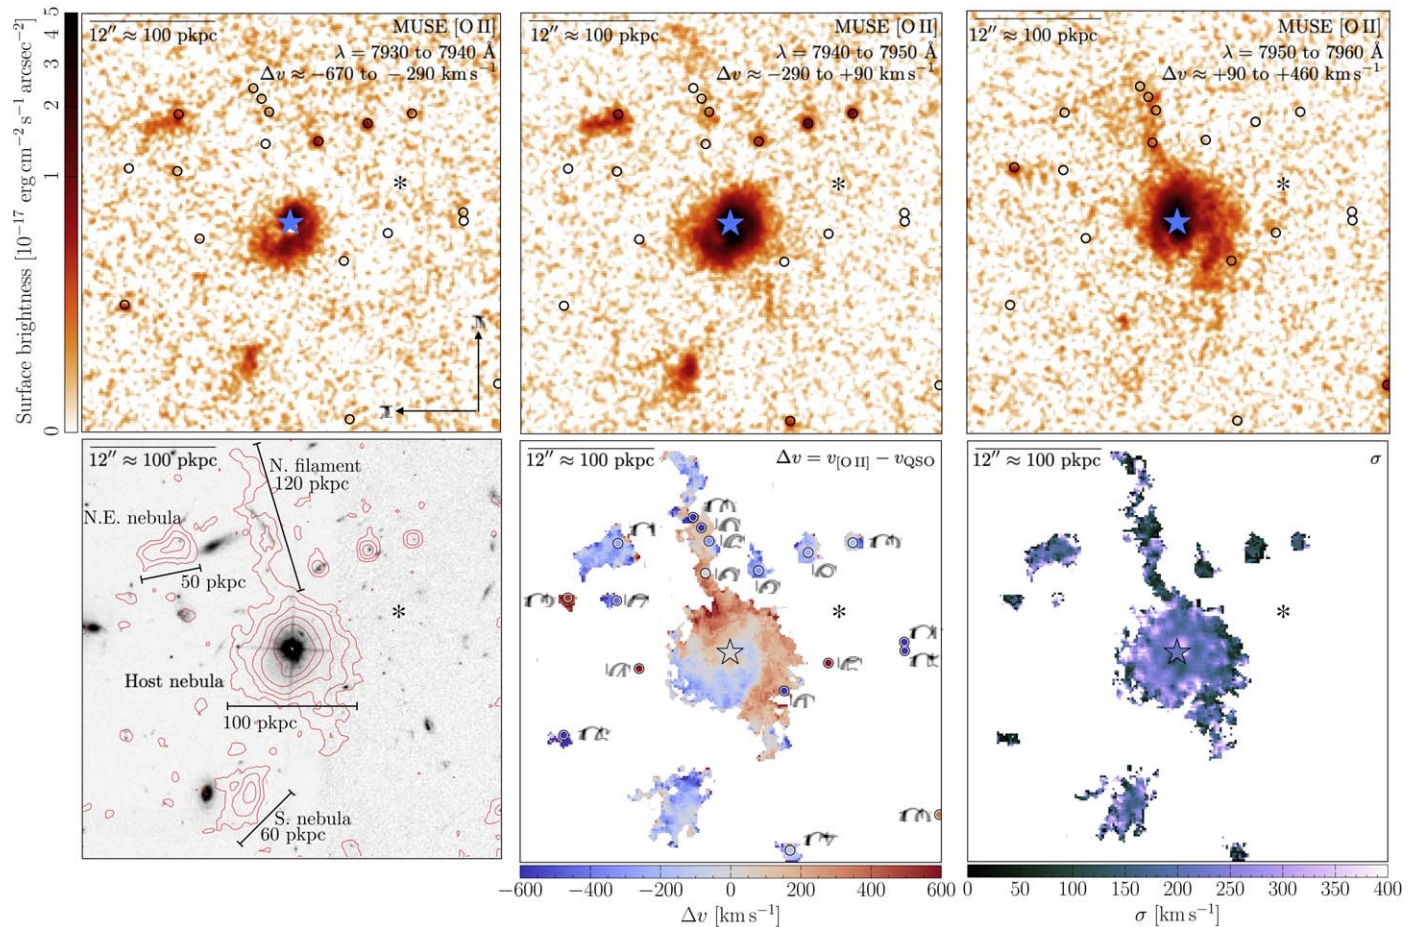 12″ ≈ 100 pkpc
MUSE [O II]
λ = 7930 to 7940 Å
Δv ≈ −670 to − 290 km s⁻¹
12″ ≈ 100 pkpc
MUSE [O II]
λ = 7940 to 7950 Å
Δv ≈ −290 to +90 km s⁻¹
12″ ≈ 100 pkpc
MUSE [O II]
λ = 7950 to 7960 Å
Δv ≈ +90 to +460 km s⁻¹
5
4
3
2
1
0
Surface brightness [10⁻¹⁷ erg cm⁻² s⁻¹ arcsec⁻²]
*
*
*
12″ ≈ 100 pkpc
N. filament
120 pkpc
N.E. nebula
50 pkpc
*
Host nebula
100 pkpc
S. nebula
60 pkpc
12″ ≈ 100 pkpc
Δv = v[O II] − vQSO
*
12″ ≈ 100 pkpc
σ
*
−600 −400 −200 0 200 400 600
Δv [km s⁻¹]
0 50 100 150 200 250 300 350 400
σ [km s⁻¹]